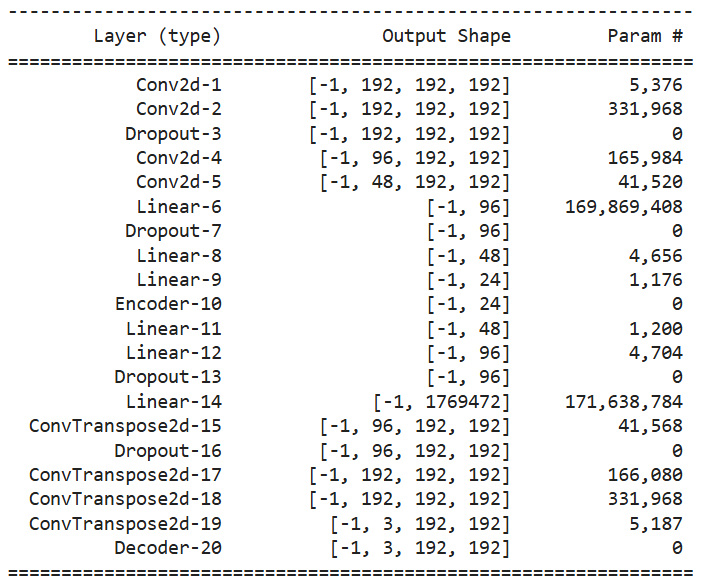 ----------------------------------------------------------------
Layer (type) Output Shape Param #
================================================================
Conv2d-1 [-1, 192, 192, 192] 5,376
Conv2d-2 [-1, 192, 192, 192] 331,968
Dropout-3 [-1, 192, 192, 192] 0
Conv2d-4 [-1, 96, 192, 192] 165,984
Conv2d-5 [-1, 48, 192, 192] 41,520
Linear-6 [-1, 96] 169,869,408
Dropout-7 [-1, 96] 0
Linear-8 [-1, 48] 4,656
Linear-9 [-1, 24] 1,176
Encoder-10 [-1, 24] 0
Linear-11 [-1, 48] 1,200
Linear-12 [-1, 96] 4,704
Dropout-13 [-1, 96] 0
Linear-14 [-1, 1769472] 171,638,784
ConvTranspose2d-15 [-1, 96, 192, 192] 41,568
Dropout-16 [-1, 96, 192, 192] 0
ConvTranspose2d-17 [-1, 192, 192, 192] 166,080
ConvTranspose2d-18 [-1, 192, 192, 192] 331,968
ConvTranspose2d-19 [-1, 3, 192, 192] 5,187
Decoder-20 [-1, 3, 192, 192] 0
================================================================